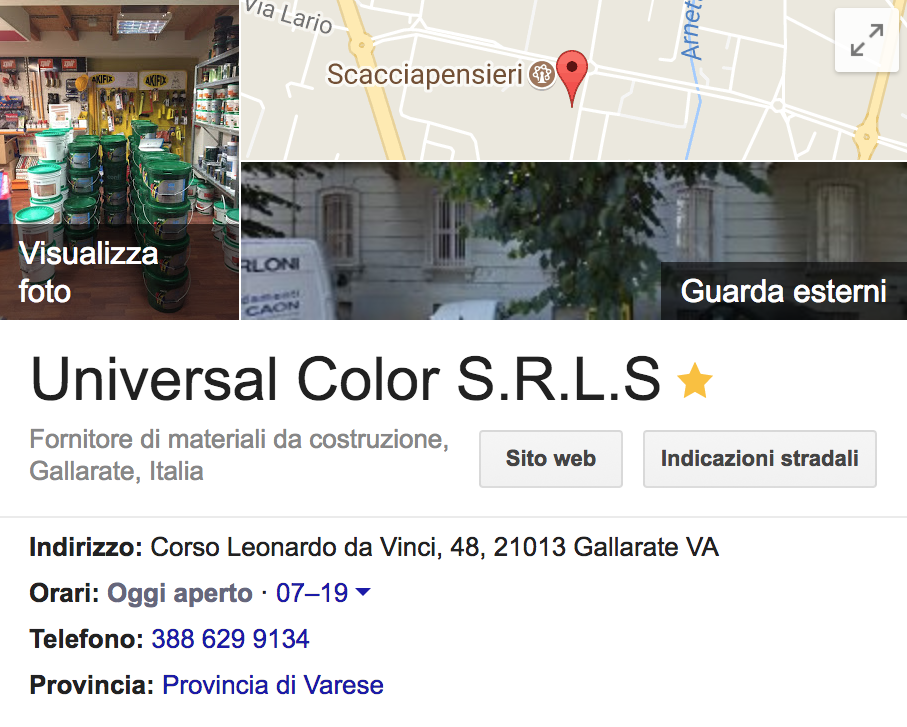 Via Lario
Scacciapensieri
Arnet
AKIFIX
AKIFIX
Visualizza
foto
RLONI
damenti
CAON
Guarda esterni
Universal Color S.R.L.S
Fornitore di materiali da costruzione,
Gallarate, Italia
Sito web
Indicazioni stradali
Indirizzo: Corso Leonardo da Vinci, 48, 21013 Gallarate VA
Orari: Oggi aperto · 07–19
Telefono: 388 629 9134
Provincia: Provincia di Varese